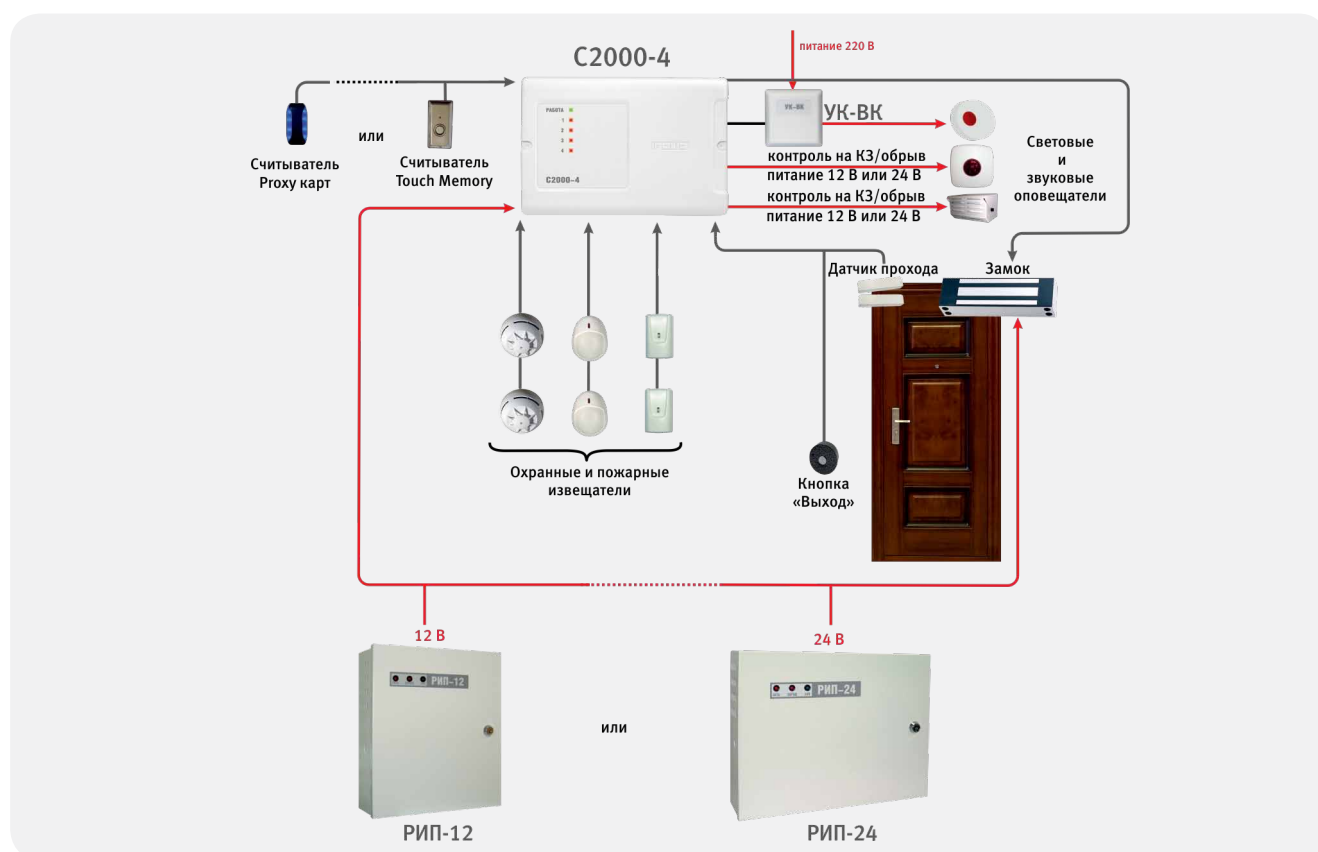 С2000-4
питание 220 В
РАБОТА
1
2
3
4
С2000-4
УК-ВК
УК-ВК
Считыватель
Proxy карт
или
Считыватель
Touch Memory
контроль на КЗ/обрыв
питание 12 В или 24 В
контроль на КЗ/обрыв
питание 12 В или 24 В
Световые
и
звуковые
оповещатели
Датчик прохода
Замок
Охранные и пожарные
извещатели
Кнопка
«Выход»
12 В
24 В
РИП-12
РИП-24
или
РИП-12
РИП-24